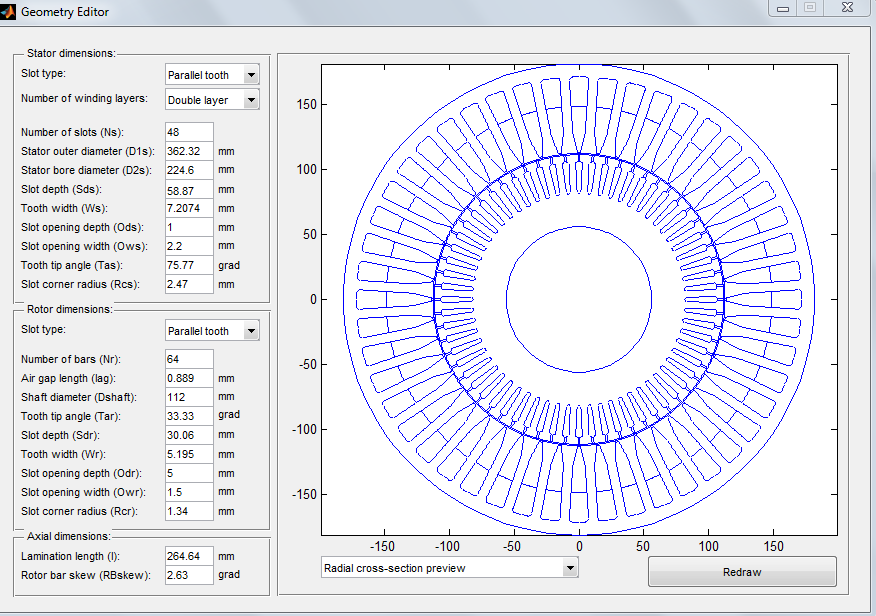 Geometry Editor
Stator dimensions:
Slot type: Parallel tooth
Number of winding layers: Double layer
Number of slots (Ns): 48
Stator outer diameter (D1s): 362.32 mm
Stator bore diameter (D2s): 224.6 mm
Slot depth (Sds): 58.87 mm
Tooth width (Ws): 7.2074 mm
Slot opening depth (Ods): 1 mm
Slot opening width (Ows): 2.2 mm
Tooth tip angle (Tas): 75.77 grad
Slot corner radius (Rcs): 2.47 mm
Rotor dimensions:
Slot type: Parallel tooth
Number of bars (Nr): 64
Air gap length (lag): 0.889 mm
Shaft diameter (Dshaft): 112 mm
Tooth tip angle (Tar): 33.33 grad
Slot depth (Sdr): 30.06 mm
Tooth width (Wr): 5.195 mm
Slot opening depth (Odr): 5 mm
Slot opening width (Owr): 1.5 mm
Slot corner radius (Rcr): 1.34 mm
Axial dimensions:
Lamination length (l): 264.64 mm
Rotor bar skew (RBskew): 2.63 grad
150
100
50
0
-50
-100
-150
-150 -100 -50 0 50 100 150
Radial cross-section preview
Redraw